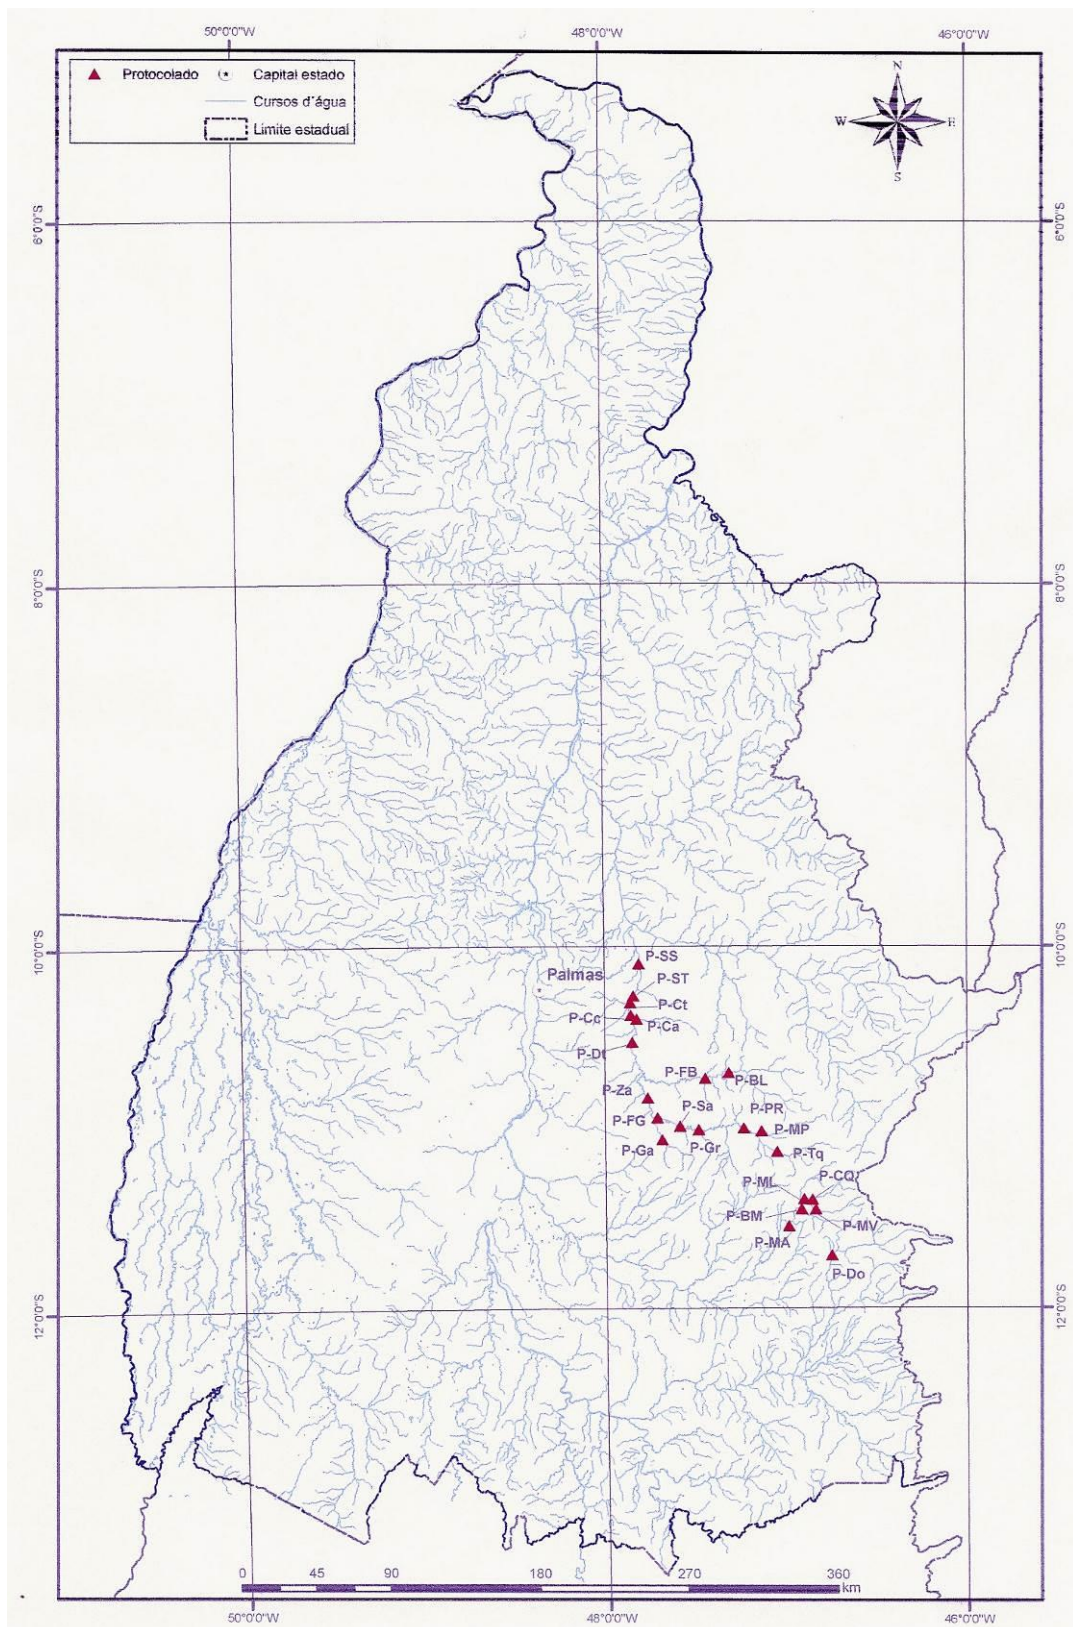 50°0'0"W 48°0'0"W 46°0'0"W
Protocolado Capital estado
Cursos d'água
Limite estadual
N
W E
S
6°0'0"S 6°0'0"S
8°0'0"S 8°0'0"S
10°0'0"S 10°0'0"S
P-SS
Palmas
P-ST
P-Ct
P-Cc
P-Ca
P-Dt
P-FB
P-BL
P-Za
P-Sa
P-PR
P-FG
P-MP
P-Ga
P-Gr
P-Tq
P-ML
P-CQ
P-BM
P-MV
P-MA
P-Do
12°0'0"S 12°0'0"S
0 45 90 180 270 360
km
50°0'0"W 48°0'0"W 46°0'0"W